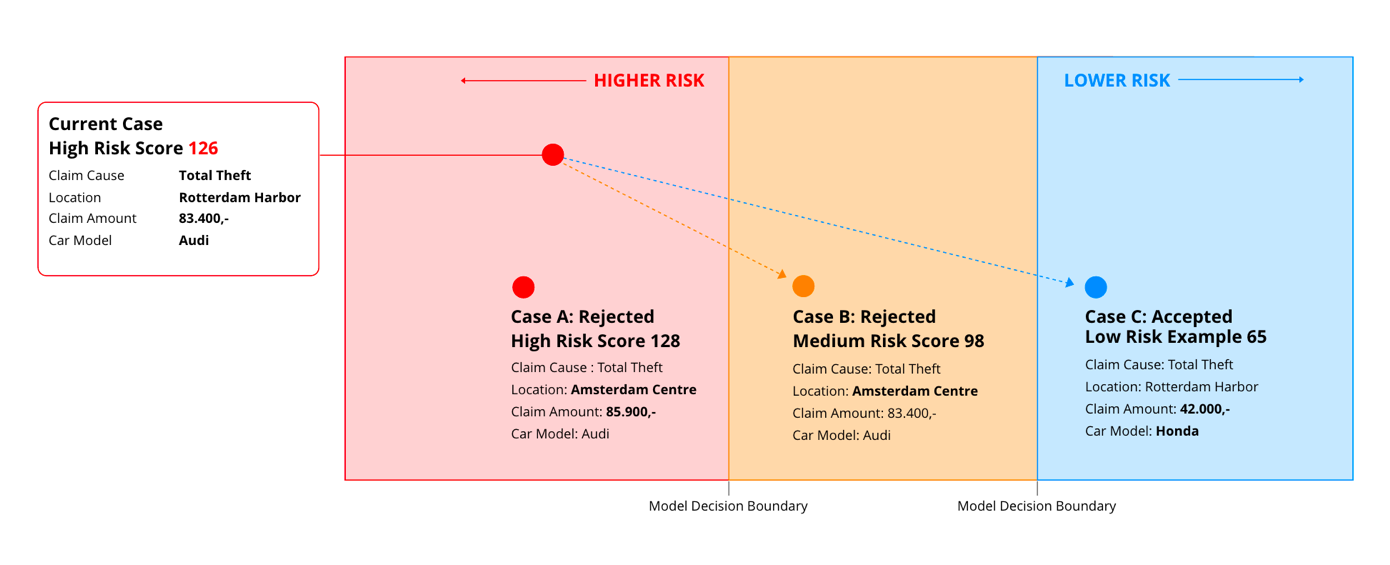 HIGHER RISK
LOWER RISK
Current Case
High Risk Score 126
Claim Cause Total Theft
Location Rotterdam Harbor
Claim Amount 83.400,-
Car Model Audi
Case A: Rejected
High Risk Score 128
Claim Cause : Total Theft
Location: Amsterdam Centre
Claim Amount: 85.900,-
Car Model: Audi
Case B: Rejected
Medium Risk Score 98
Claim Cause: Total Theft
Location: Amsterdam Centre
Claim Amount: 83.400,-
Car Model: Audi
Case C: Accepted
Low Risk Example 65
Claim Cause: Total Theft
Location: Rotterdam Harbor
Claim Amount: 42.000,-
Car Model: Honda
Model Decision Boundary
Model Decision Boundary